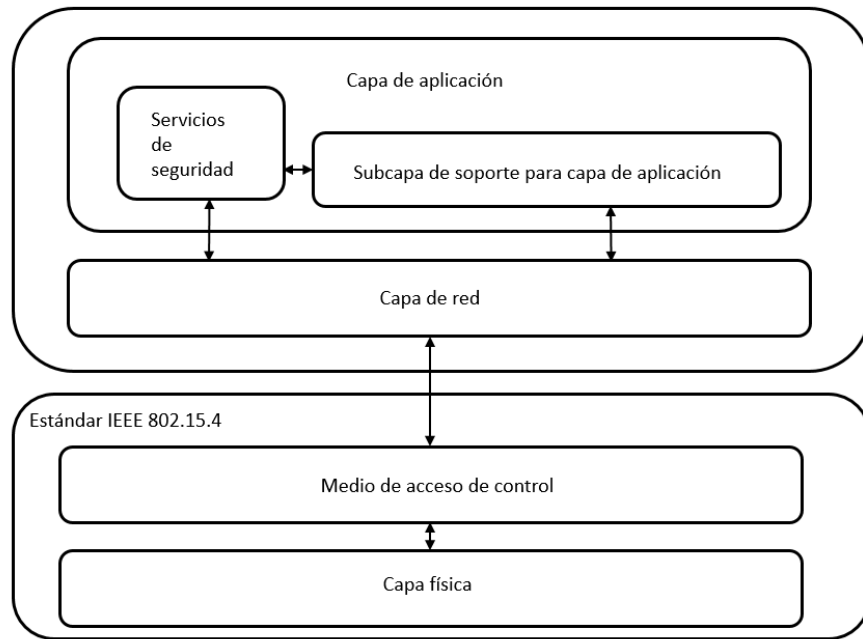 Capa de aplicación
Servicios
de
seguridad
Subcapa de soporte para capa de aplicación
Capa de red
Estándar IEEE 802.15.4
Medio de acceso de control
Capa física